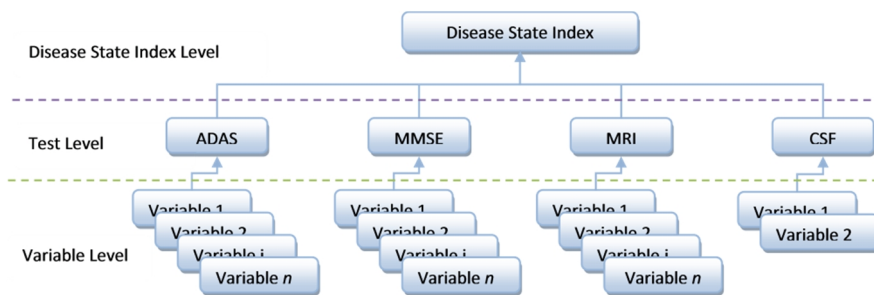 Disease State Index
Disease State Index Level
Test Level
ADAS
MMSE
MRI
CSF
Variable Level
Variable 1
Variable 2
Variable i
Variable n
Variable 1
Variable 2
Variable i
Variable n
Variable 1
Variable 2
Variable i
Variable n
Variable 1
Variable 2